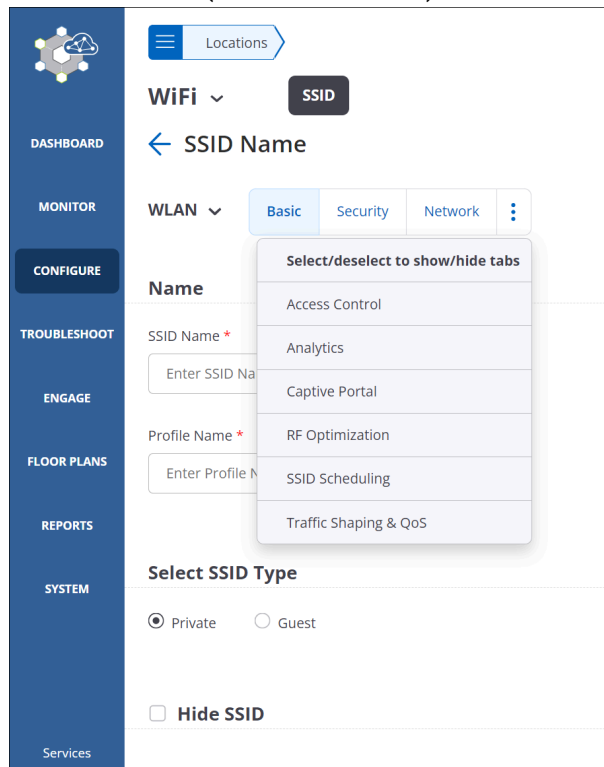 Locations
WiFi
SSID
DASHBOARD
SSID Name
MONITOR
WLAN
Basic
Security
Network
Select/deselect to show/hide tabs
CONFIGURE
Name
Access Control
TROUBLESHOOT
SSID Name *
Analytics
Enter SSID Na
Captive Portal
ENGAGE
Profile Name *
RF Optimization
FLOOR PLANS
Enter Profile N
SSID Scheduling
REPORTS
Traffic Shaping & QoS
Select SSID Type
SYSTEM
Private
Guest
Hide SSID
Services